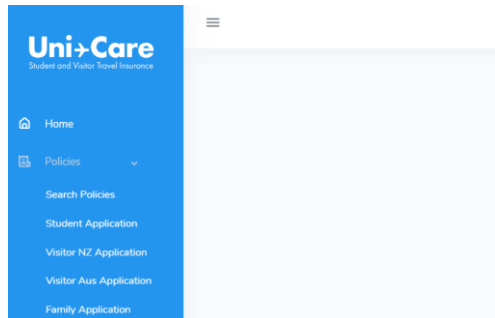 Uni→Care
Student and Visitor Travel Insurance
Home
Policies
Search Policies
Student Application
Visitor NZ Application
Visitor Aus Application
Family Application